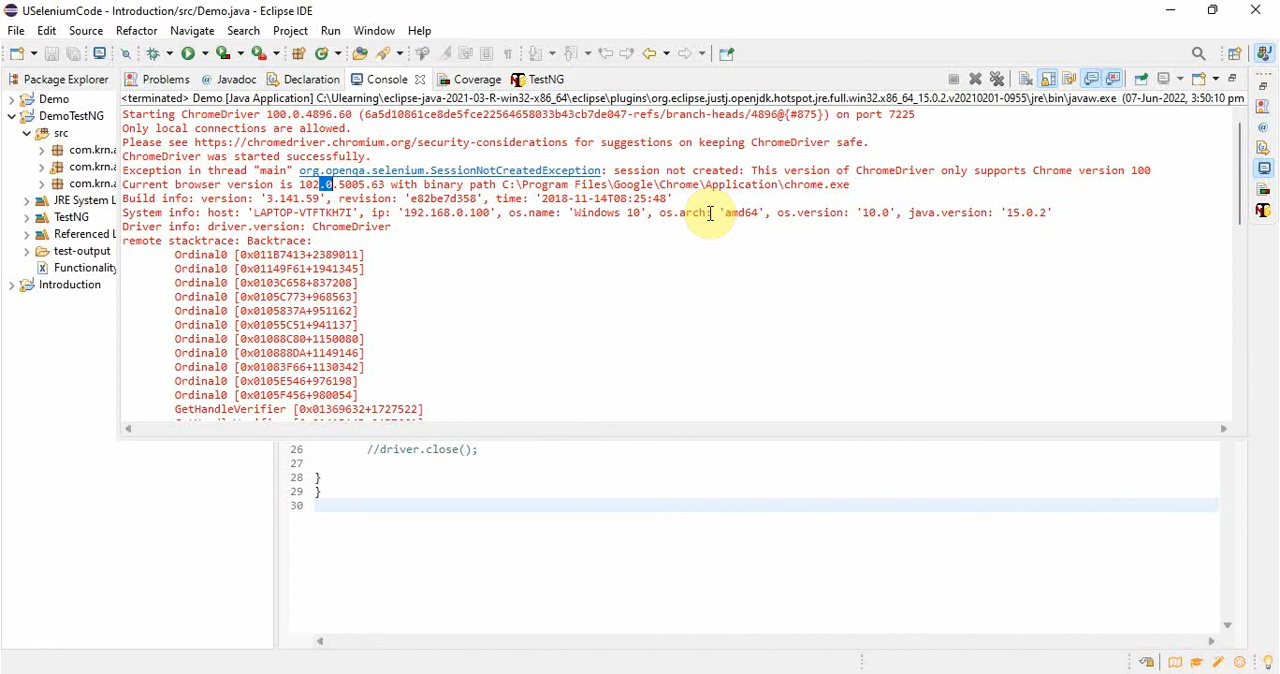 USeleniumCode - Introduction/src/Demo.java - Eclipse IDE
File Edit Source Refactor Navigate Search Project Run Window Help
Package Explorer Problems @ Javadoc Declaration Console Coverage TestNG
<terminated> Demo [Java Application] C:\Ulearning\eclipse-java-2021-03-R-win32-x86_64\eclipse\plugins\org.eclipse.justj.openjdk.hotspot.jre.full.win32.x86_64_15.0.2.v20210201-0955\jre\bin\javaw.exe (07-Jun-2022, 3:50:10 pm
Demo
DemoTestNG
src
com.krn.a
com.krn.a
com.krn.a
JRE System L
TestNG
Referenced L
test-output
Functionality
Introduction
Starting ChromeDriver 100.0.4896.60 (6a5d10861ce8de5fce22564658033b43cb7de047-refs/branch-heads/4896@{#875}) on port 7225
Only local connections are allowed.
Please see https://chromedriver.chromium.org/security-considerations for suggestions on keeping ChromeDriver safe.
ChromeDriver was started successfully.
Exception in thread "main" org.openqa.selenium.SessionNotCreatedException: session not created: This version of ChromeDriver only supports Chrome version 100
Current browser version is 102.0.5005.63 with binary path C:\Program Files\Google\Chrome\Application\chrome.exe
Build info: version: '3.141.59', revision: 'e82be7d358', time: '2018-11-14T08:25:48'
System info: host: 'LAPTOP-VTFTKH7I', ip: '192.168.0.100', os.name: 'Windows 10', os.arch: 'amd64', os.version: '10.0', java.version: '15.0.2'
Driver info: driver.version: ChromeDriver
remote stacktrace: Backtrace:
Ordinal0 [0x011B7413+2389011]
Ordinal0 [0x01149F61+1941345]
Ordinal0 [0x0103C658+837208]
Ordinal0 [0x0105C773+968563]
Ordinal0 [0x0105837A+951162]
Ordinal0 [0x01055C51+941137]
Ordinal0 [0x01088C80+1150080]
Ordinal0 [0x010888DA+1149146]
Ordinal0 [0x01083F66+1130342]
Ordinal0 [0x0105E546+976198]
Ordinal0 [0x0105F456+980054]
GetHandleVerifier [0x01369632+1727522]
26 //driver.close();
27
28 }
29 }
30